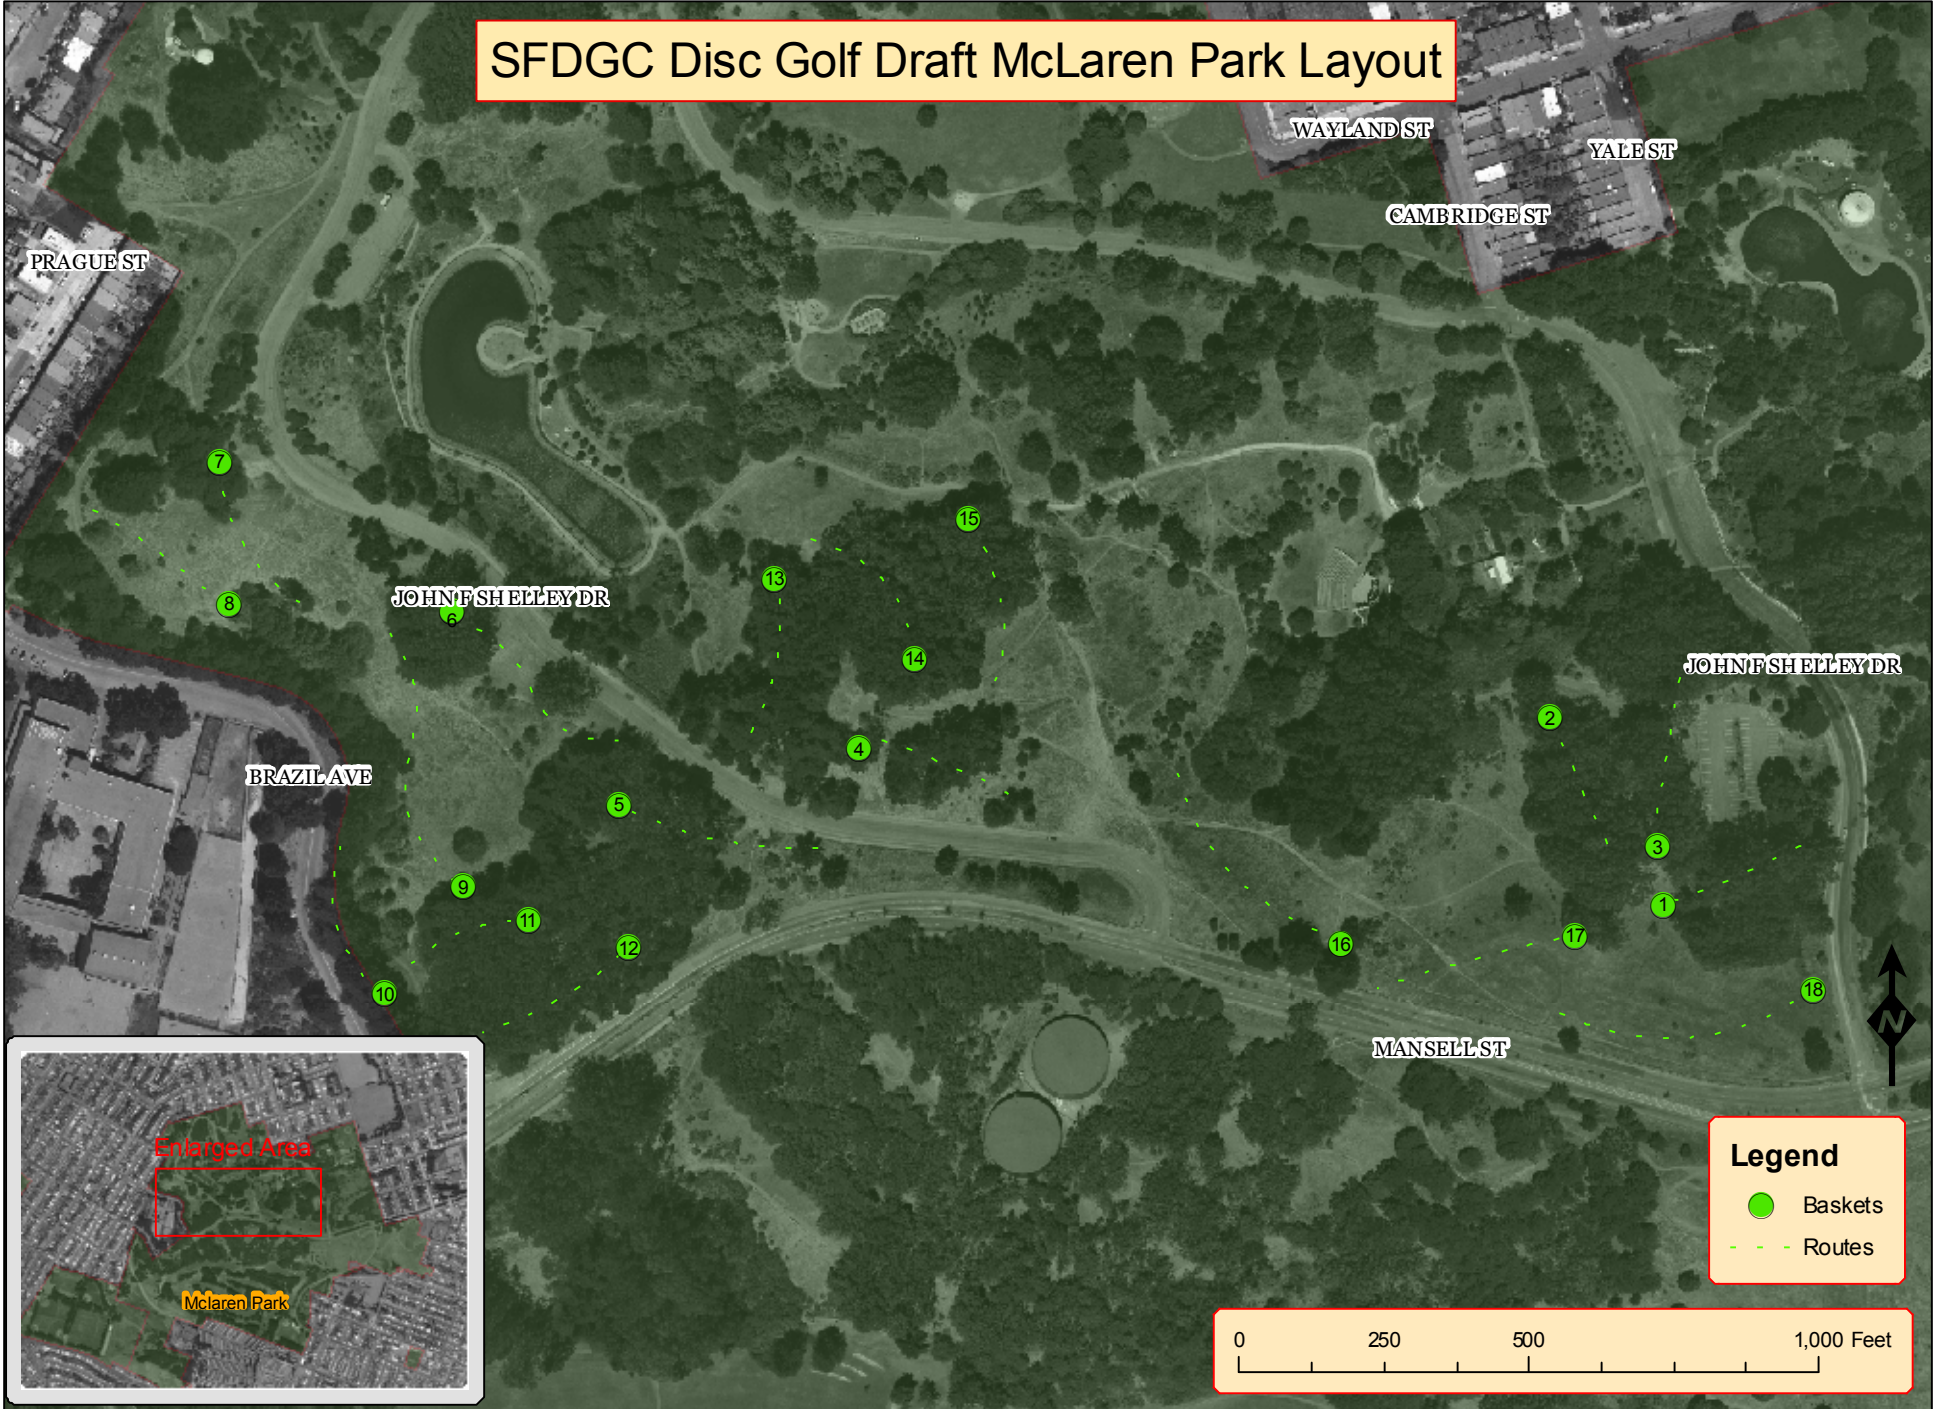 SFDGC Disc Golf Draft McLaren Park Layout
WAYLAND ST
YALE ST
CAMBRIDGE ST
PRAGUE ST
7
15
13
8
JOHN F SHELLEY DR
6
14
JOHN F SHELLEY DR
2
4
BRAZIL AVE
5
3
9
1
11
17
12
16
10
18
N
MANSELL ST
Enlarged Area
Mclaren Park
Legend
Baskets
Routes
0 250 500 1,000 Feet